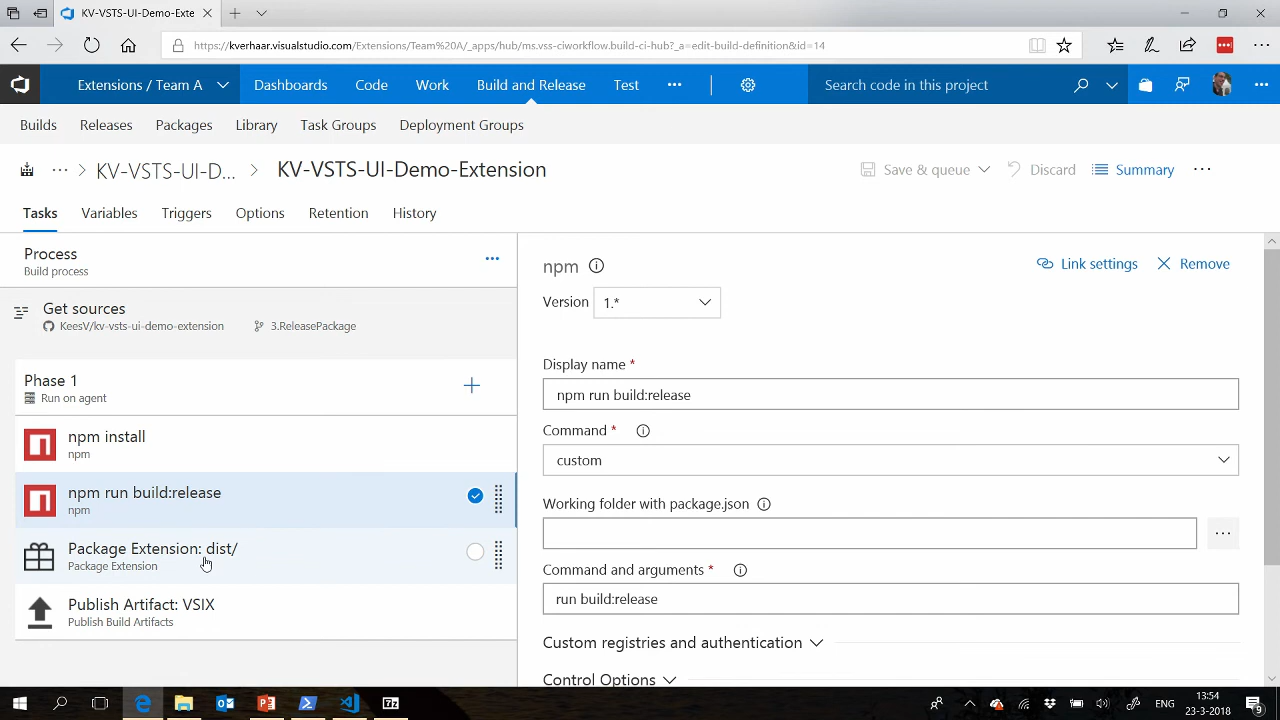 KV-VSTS-UI-Demo-Exte
https://kverhaar.visualstudio.com/Extensions/Team%20A/_apps/hub/ms.vss-ciworkflow.build-ci-hub?_a=edit-build-definition&id=14
Extensions / Team A
Dashboards
Code
Work
Build and Release
Test
Search code in this project
Builds
Releases
Packages
Library
Task Groups
Deployment Groups
KV-VSTS-UI-D...
KV-VSTS-UI-Demo-Extension
Save & queue
Discard
Summary
Tasks
Variables
Triggers
Options
Retention
History
Process
Build process
Get sources
KeesV/kv-vsts-ui-demo-extension
3.ReleasePackage
Phase 1
Run on agent
npm install
npm
npm run build:release
npm
Package Extension: dist/
Package Extension
Publish Artifact: VSIX
Publish Build Artifacts
npm
Link settings
Remove
Version
1.*
Display name *
npm run build:release
Command *
custom
Working folder with package.json
Command and arguments *
run build:release
Custom registries and authentication
Control Options
7z
13:54
23-3-2018
9